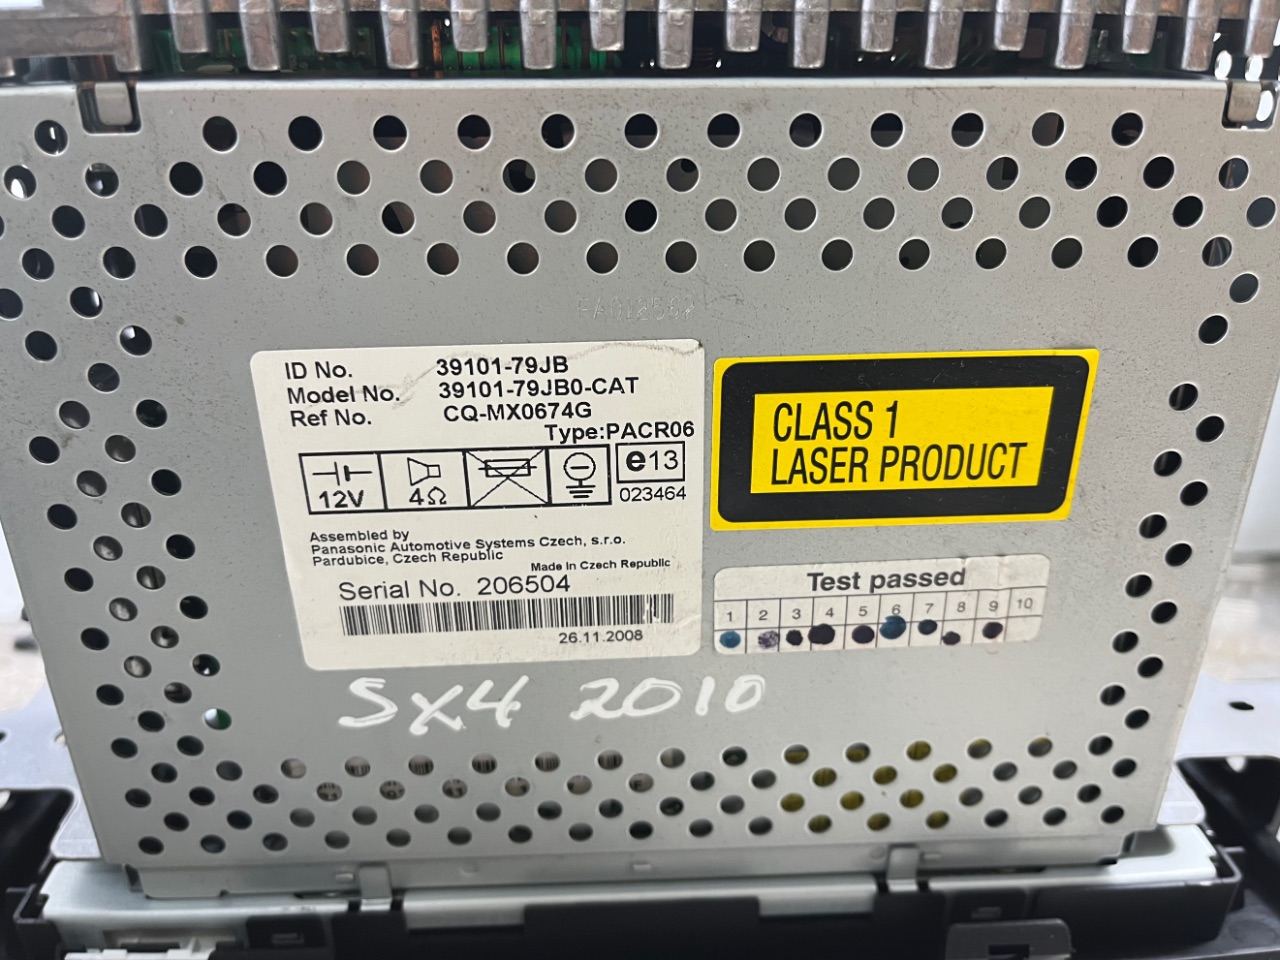 ID No. 39101-79JB
Model No. 39101-79JB0-CAT
Ref No. CQ-MX0674G
Type:PACR06
12V 4Ω e13
023464
Assembled by
Panasonic Automotive Systems Czech, s.r.o.
Pardubice, Czech Republic
Made in Czech Republic
Serial No. 206504
26.11.2008
CLASS 1
LASER PRODUCT
Test passed
1 2 3 4 5 6 7 8 9 10
SX4 2010